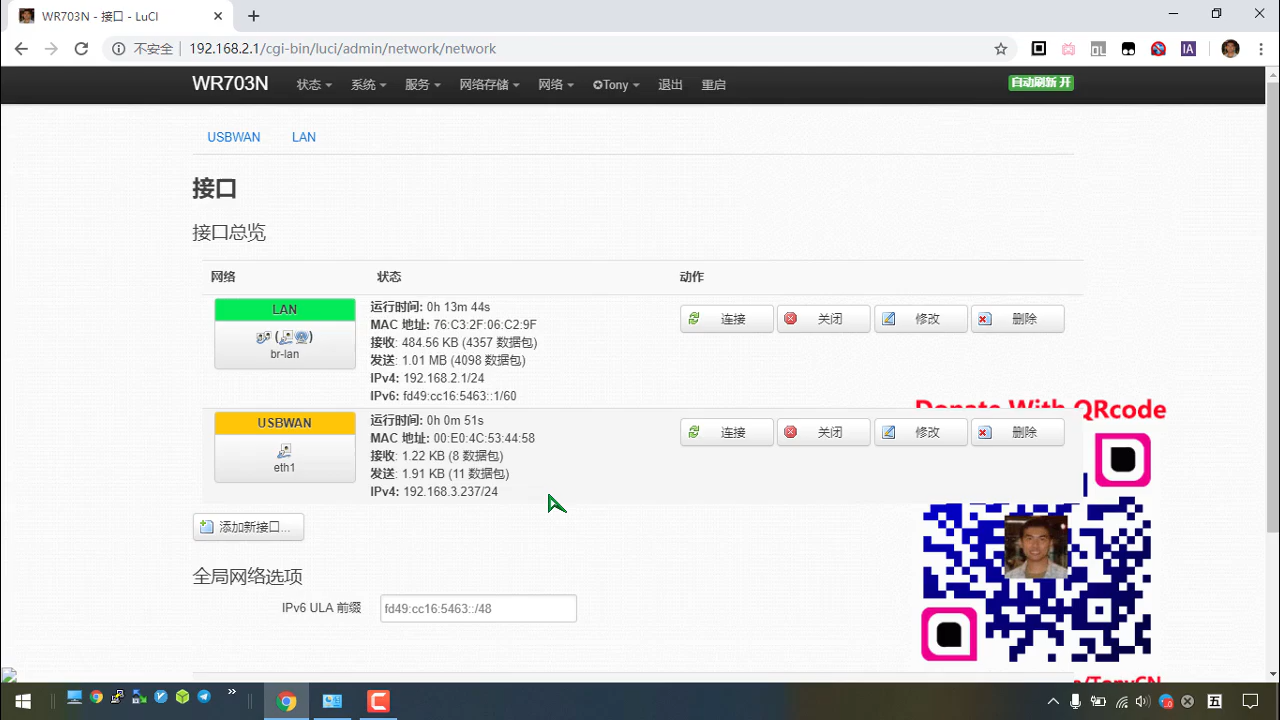 WR703N - 接口 - LuCI
不安全 192.168.2.1/cgi-bin/luci/admin/network/network
WR703N 状态 系统 服务 网络存储 网络 ✪Tony 退出 重启 自动刷新 开
USBWAN LAN
接口
接口总览
网络 状态 动作
LAN
br-lan
运行时间: 0h 13m 44s
MAC 地址: 76:C3:2F:06:C2:9F
接收: 484.56 KB (4357 数据包)
发送: 1.01 MB (4098 数据包)
IPv4: 192.168.2.1/24
IPv6: fd49:cc16:5463::1/60
连接 关闭 修改 删除
Donate With QRcode
USBWAN
eth1
运行时间: 0h 0m 51s
MAC 地址: 00:E0:4C:53:44:58
接收: 1.22 KB (8 数据包)
发送: 1.91 KB (11 数据包)
IPv4: 192.168.3.237/24
连接 关闭 修改 删除
添加新接口...
全局网络选项
IPv6 ULA 前缀 fd49:cc16:5463::/48
/TonyCN
五